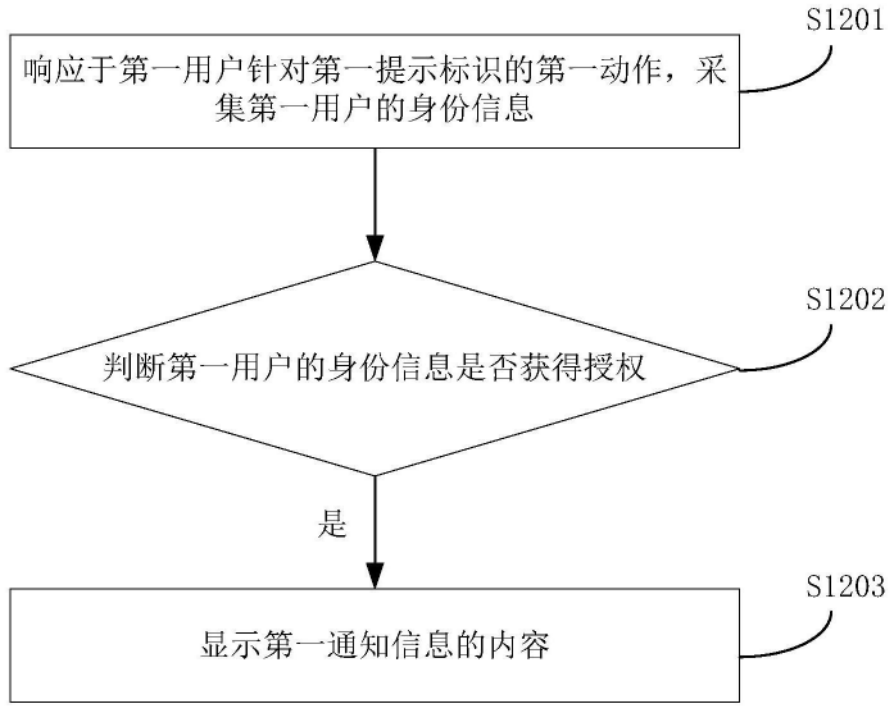 S1201
响应于第一用户针对第一提示标识的第一动作，采
集第一用户的身份信息
S1202
判断第一用户的身份信息是否获得授权
是
S1203
显示第一通知信息的内容